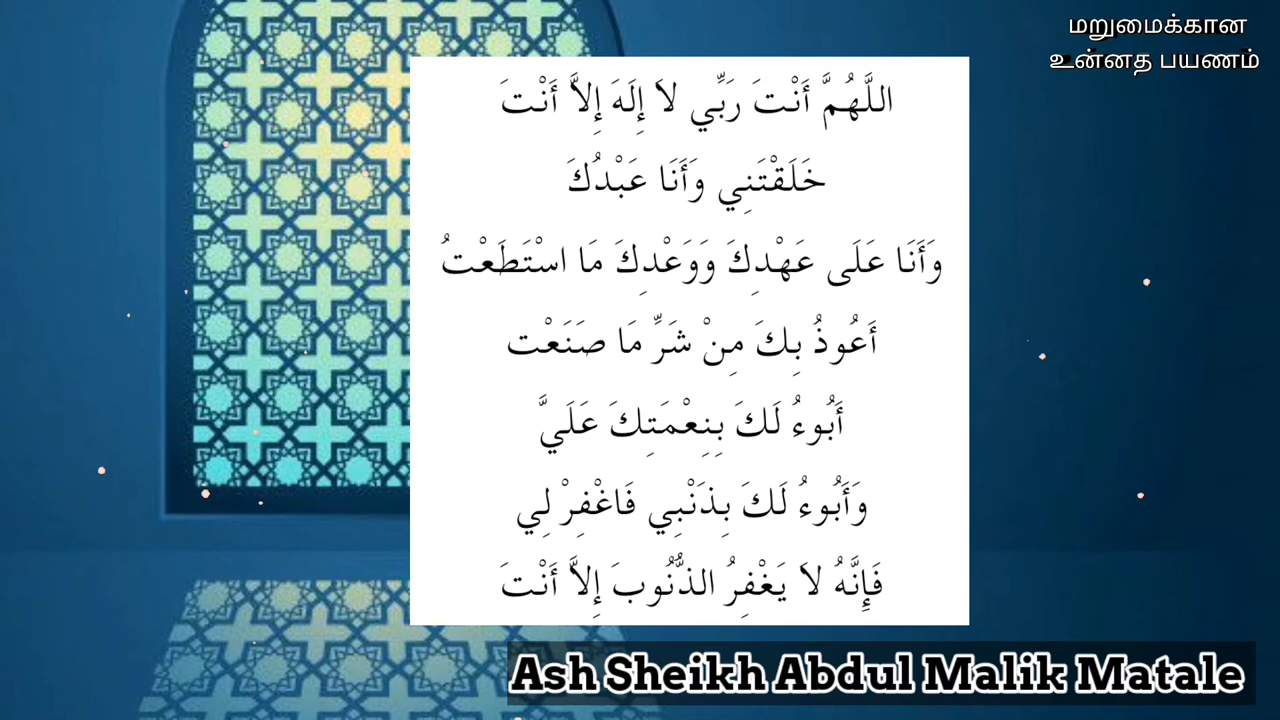 மறுமைக்கான
உன்னத பயணம்
اللَّهُمَّ أَنْتَ رَبِّي لاَ إِلَهَ إِلاَّ أَنْتَ
خَلَقْتَنِي وَأَنَا عَبْدُكَ
وَأَنَا عَلَى عَهْدِكَ وَوَعْدِكَ مَا اسْتَطَعْتُ
أَعُوذُ بِكَ مِنْ شَرِّ مَا صَنَعْت
أَبُوءُ لَكَ بِنِعْمَتِكَ عَلَيَّ
وَأَبُوءُ لَكَ بِذَنْبِي فَاغْفِرْ لِي
فَإِنَّهُ لاَ يَغْفِرُ الذُّنُوبَ إِلاَّ أَنْتَ
Ash Sheikh Abdul Malik Matale